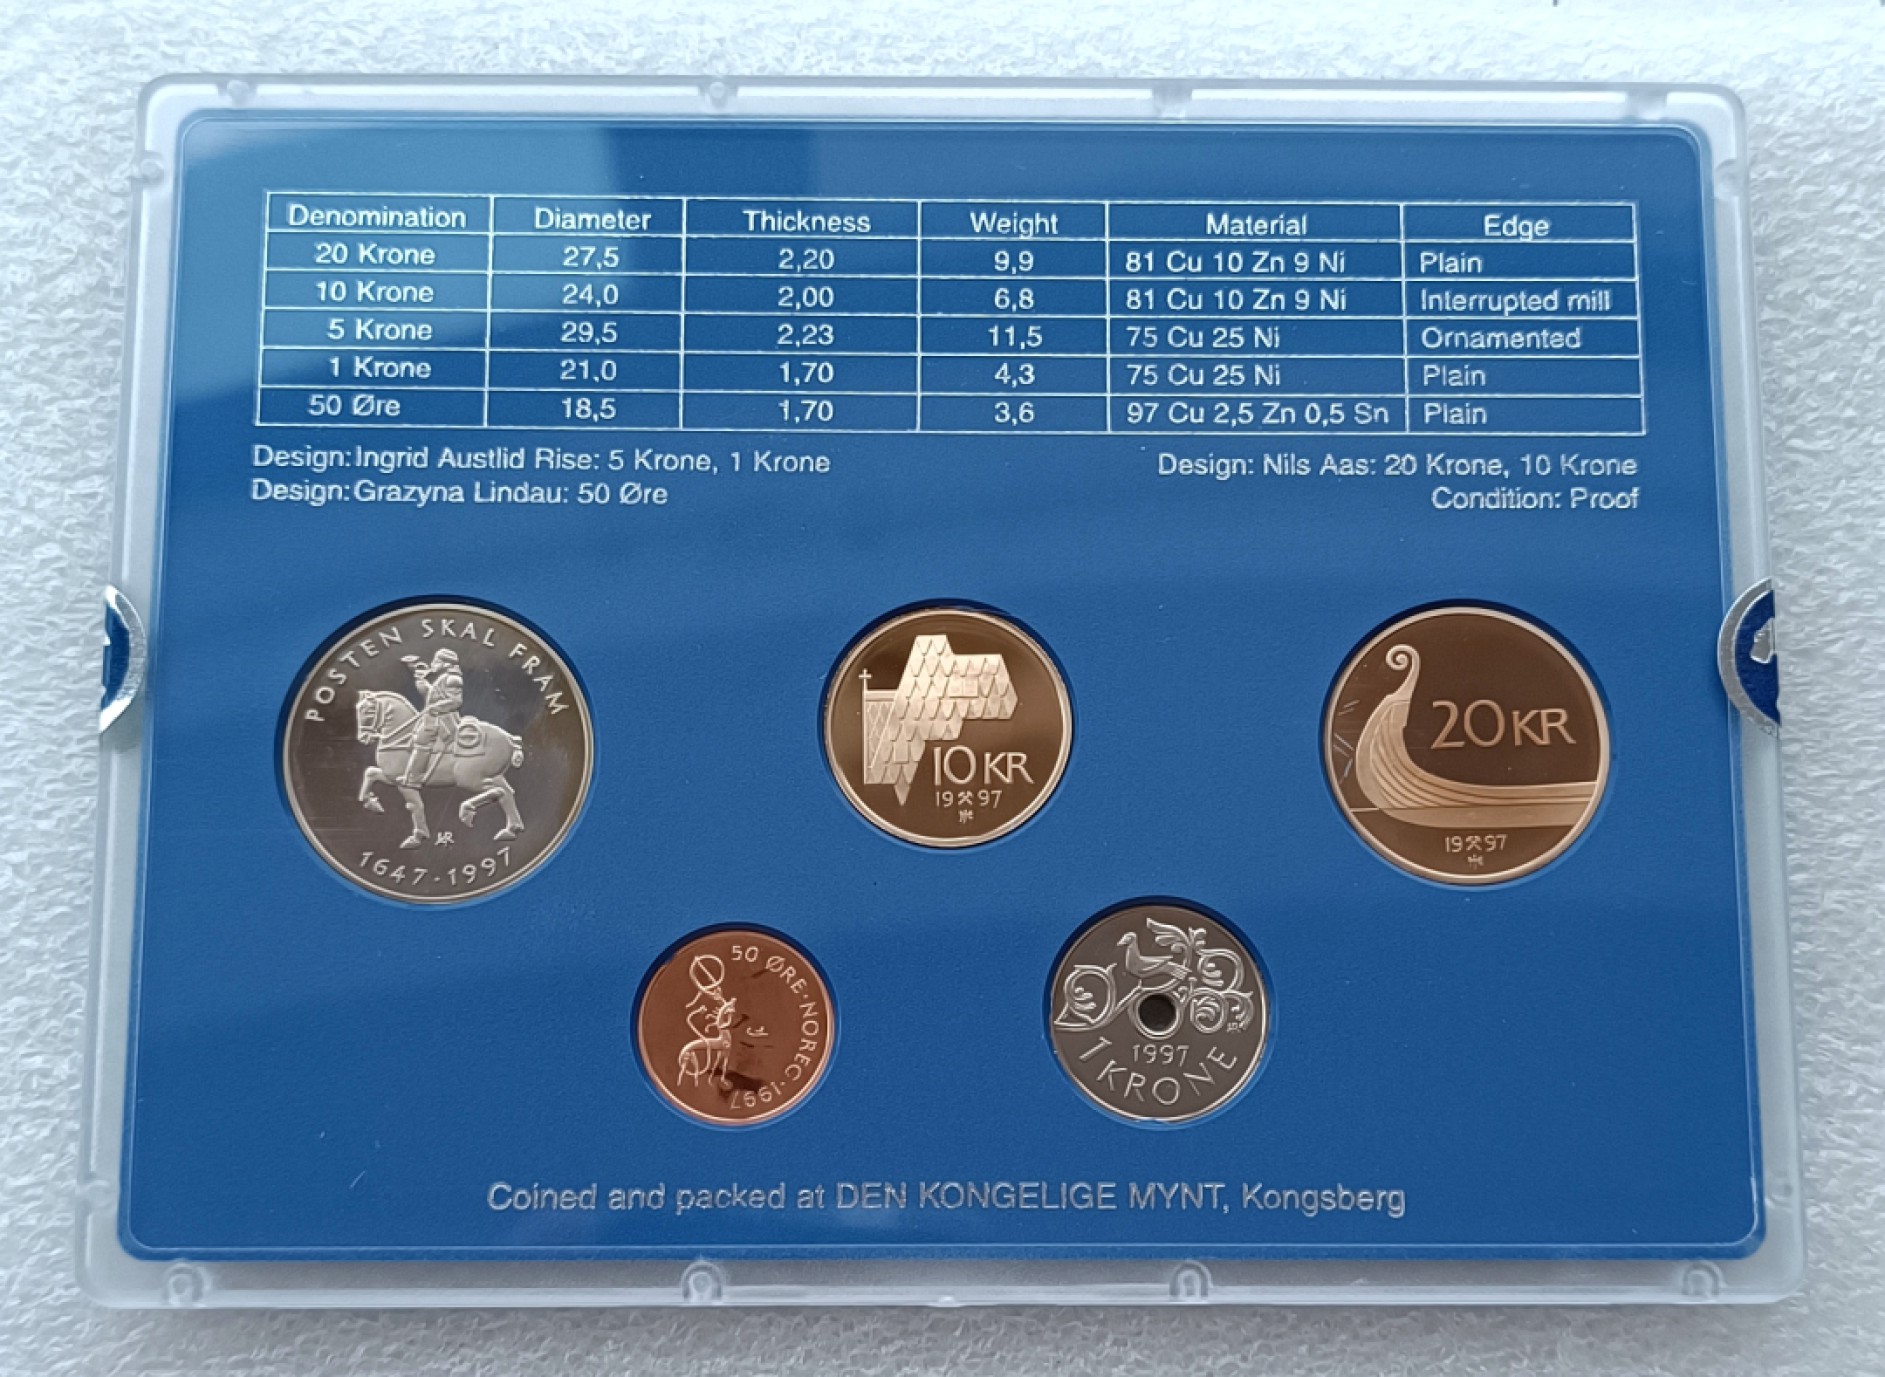 Denomination Diameter Thickness Weight Material Edge
20 Krone 27,5 2,20 9,9 81 Cu 10 Zn 9 Ni Plain
10 Krone 24,0 2,00 6,8 81 Cu 10 Zn 9 Ni Interrupted mill
5 Krone 29,5 2,23 11,5 75 Cu 25 Ni Ornamented
1 Krone 21,0 1,70 4,3 75 Cu 25 Ni Plain
50 Øre 18,5 1,70 3,6 97 Cu 2,5 Zn 0,5 Sn Plain
Design:Ingrid Austlid Rise: 5 Krone, 1 Krone
Design:Grazyna Lindau: 50 Øre
Design: Nils Aas: 20 Krone, 10 Krone
Condition: Proof
POSTEN SKAL FRAM
1647·1997
10 KR
19 97
20 KR
19 97
50 ØRE·NOREG·1997
1997
1 KRONE
Coined and packed at DEN KONGELIGE MYNT, Kongsberg